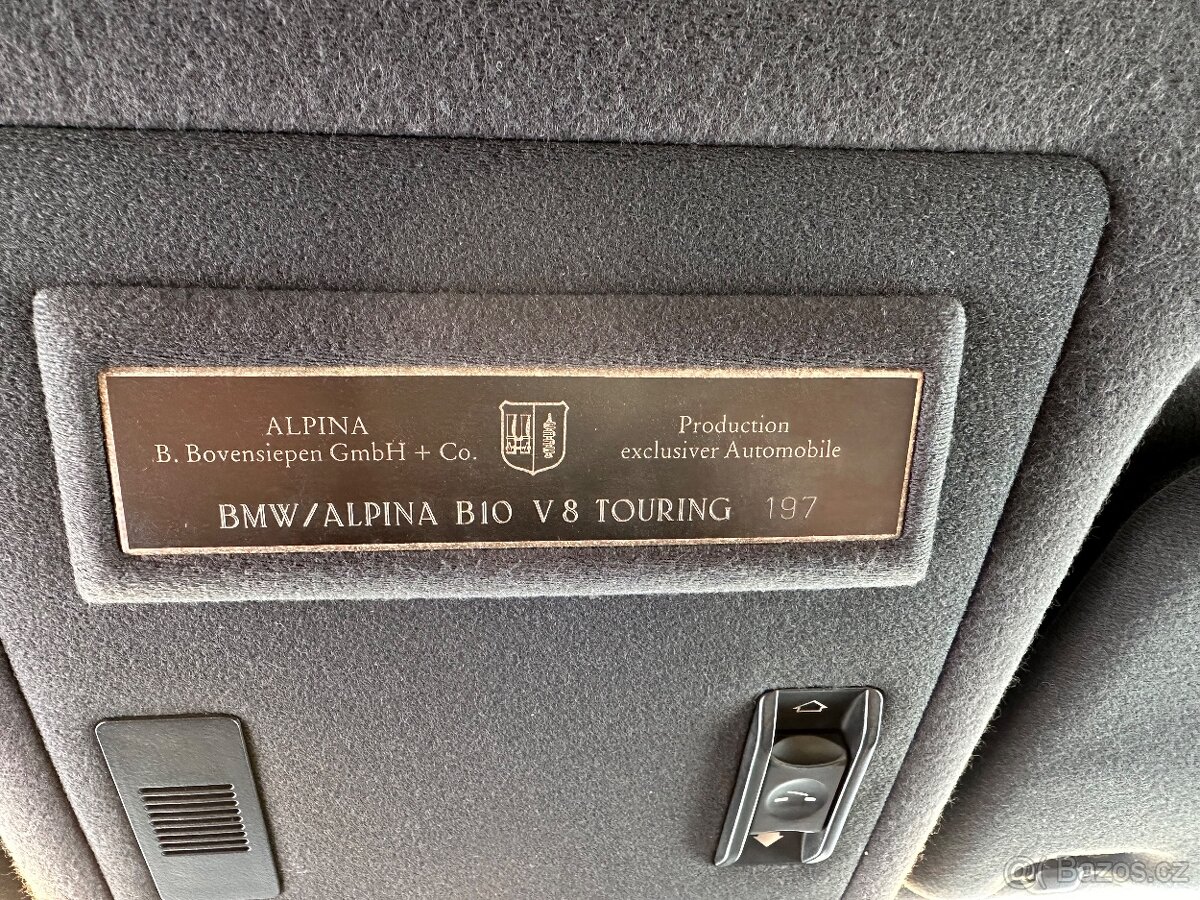 ALPINA
B. Bovensiepen GmbH + Co.
Production
exclusiver Automobile
BMW/ALPINA B10 V8 TOURING 197
Bazos.cz